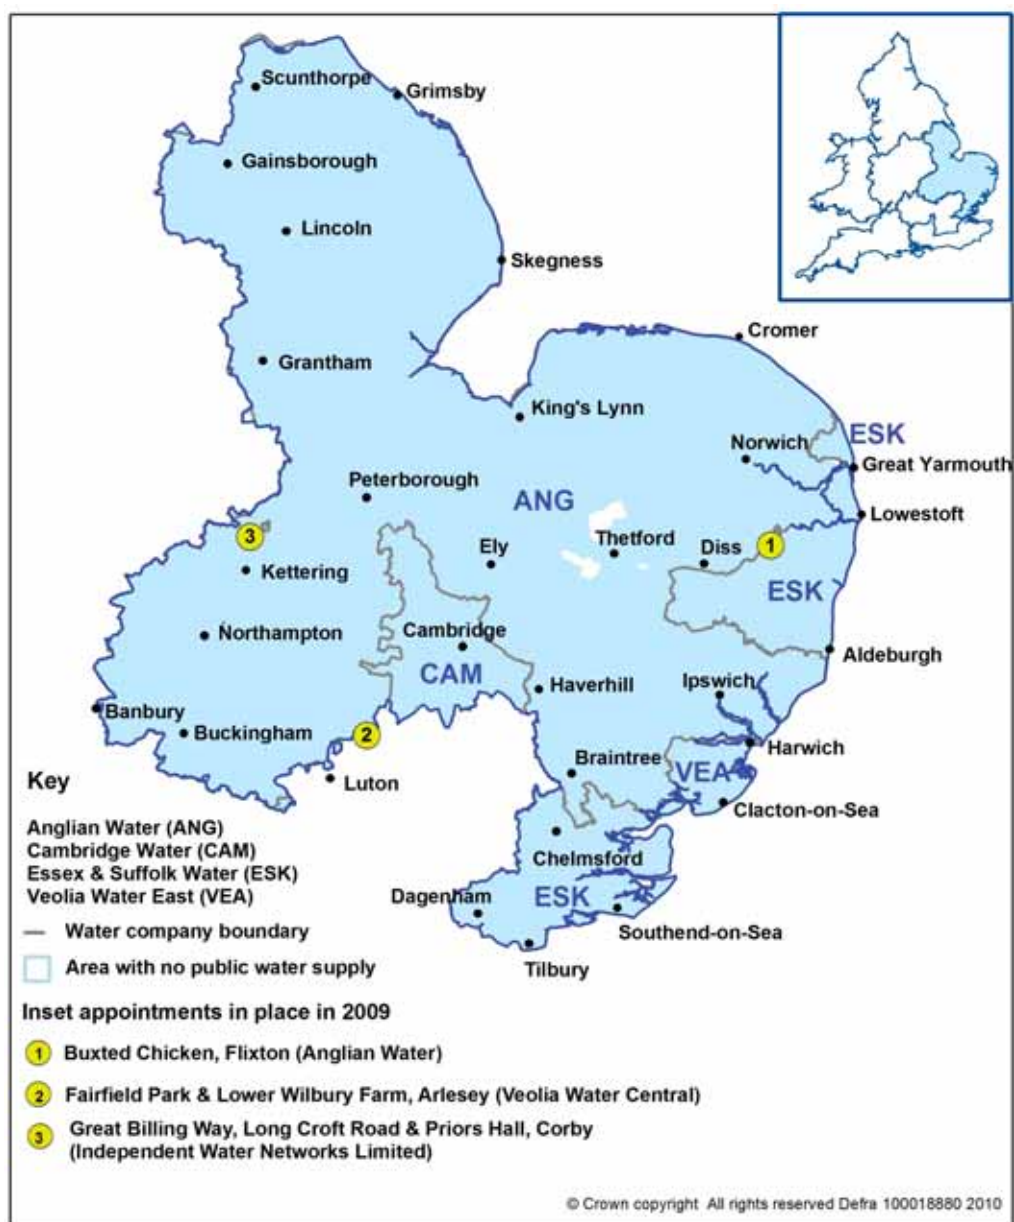 Scunthorpe
Grimsby
Gainsborough
Lincoln
Skegness
Cromer
Grantham
King's Lynn
ESK
Norwich
Great Yarmouth
Peterborough
ANG
Lowestoft
3
Thetford
1
Ely
Diss
Kettering
ESK
Northampton
Cambridge
Aldeburgh
CAM
Ipswich
Haverhill
Banbury
Buckingham
2
Harwich
Braintree
VEA
Key
Luton
Clacton-on-Sea
Anglian Water (ANG)
Cambridge Water (CAM)
Essex & Suffolk Water (ESK)
Veolia Water East (VEA)
Chelmsford
Dagenham
ESK
Southend-on-Sea
Tilbury
Water company boundary
Area with no public water supply
Inset appointments in place in 2009
1 Buxted Chicken, Flixton (Anglian Water)
2 Fairfield Park & Lower Wilbury Farm, Arlesey (Veolia Water Central)
3 Great Billing Way, Long Croft Road & Priors Hall, Corby
(Independent Water Networks Limited)
© Crown copyright All rights reserved Defra 100018880 2010